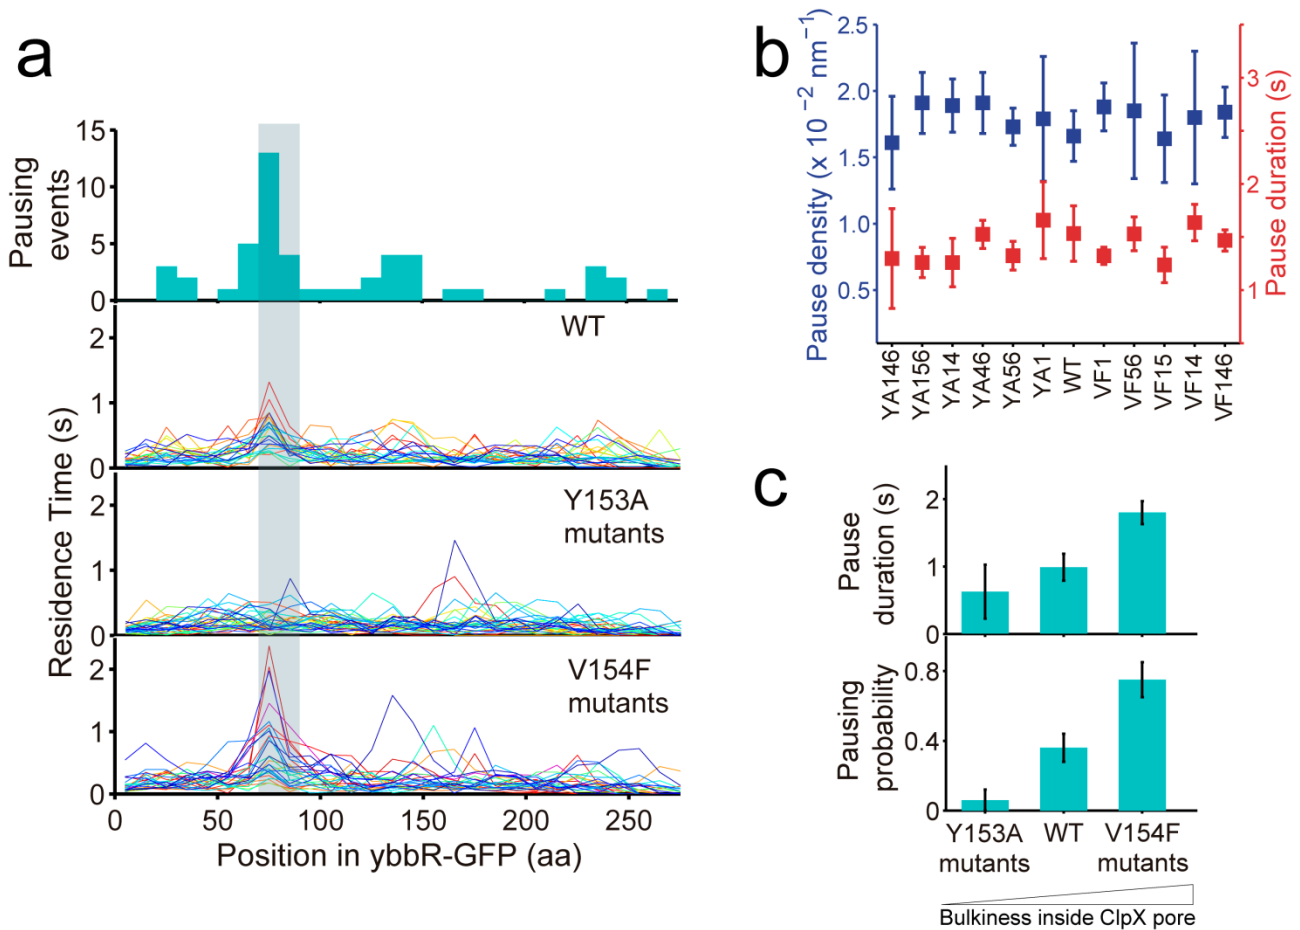 a
15
10
5
0
Pausing
events
WT
2
1
0
Y153A
mutants
2
1
0
V154F
mutants
2
1
0
Residence Time (s)
0 50 100 150 200 250
Position in ybbR-GFP (aa)
b
2.5
2.0
1.5
1.0
0.5
Pause density (x 10⁻² nm⁻¹)
3
2
1
Pause duration (s)
YA146
YA156
YA14
YA46
YA56
YA1
WT
VF1
VF56
VF15
VF14
VF146
c
2
1
0
Pause
duration (s)
0.8
0.4
0
Pausing
probability
Y153A WT V154F
mutants mutants
Bulkiness inside ClpX pore